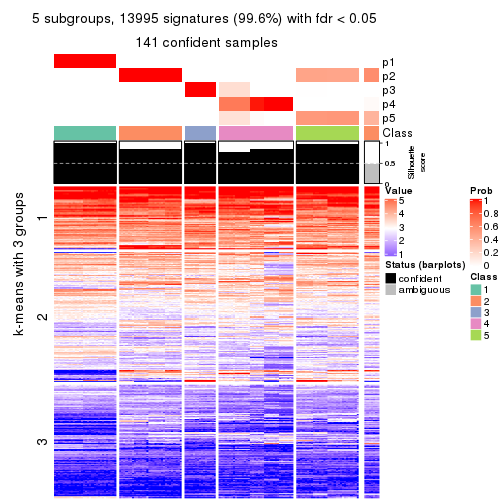 5 subgroups, 13995 signatures (99.6%) with fdr < 0.05
141 confident samples
p1
p2
p3
p4
p5
Class
1
0.5
0
Silhouette
score
k-means with 3 groups
1
2
3
Value
5
4
3
2
1
Status (barplots)
confident
ambiguous
Prob
1
0.8
0.6
0.4
0.2
0
Class
1
2
3
4
5